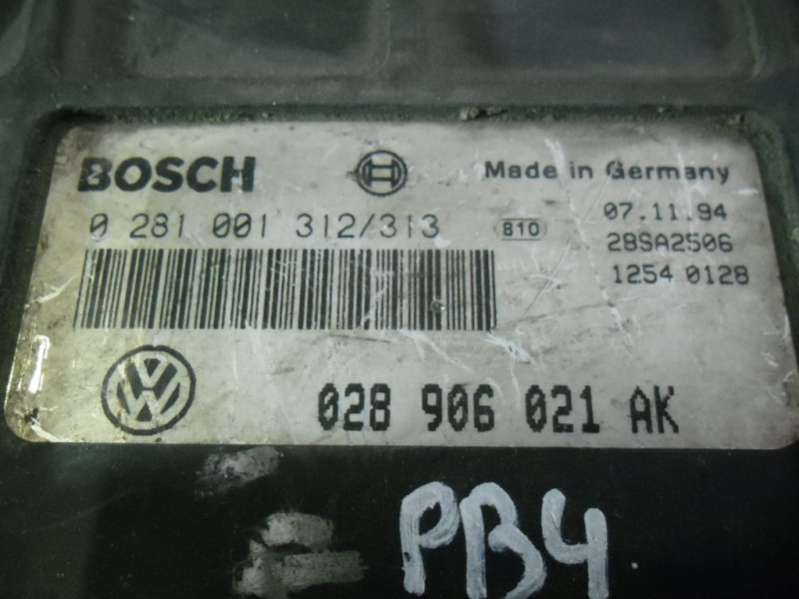 BOSCH
Made in Germany
0 281 001 312/313
810
07.11.94
28SA2506
1254 0128
VW
028 906 021 AK
PB4